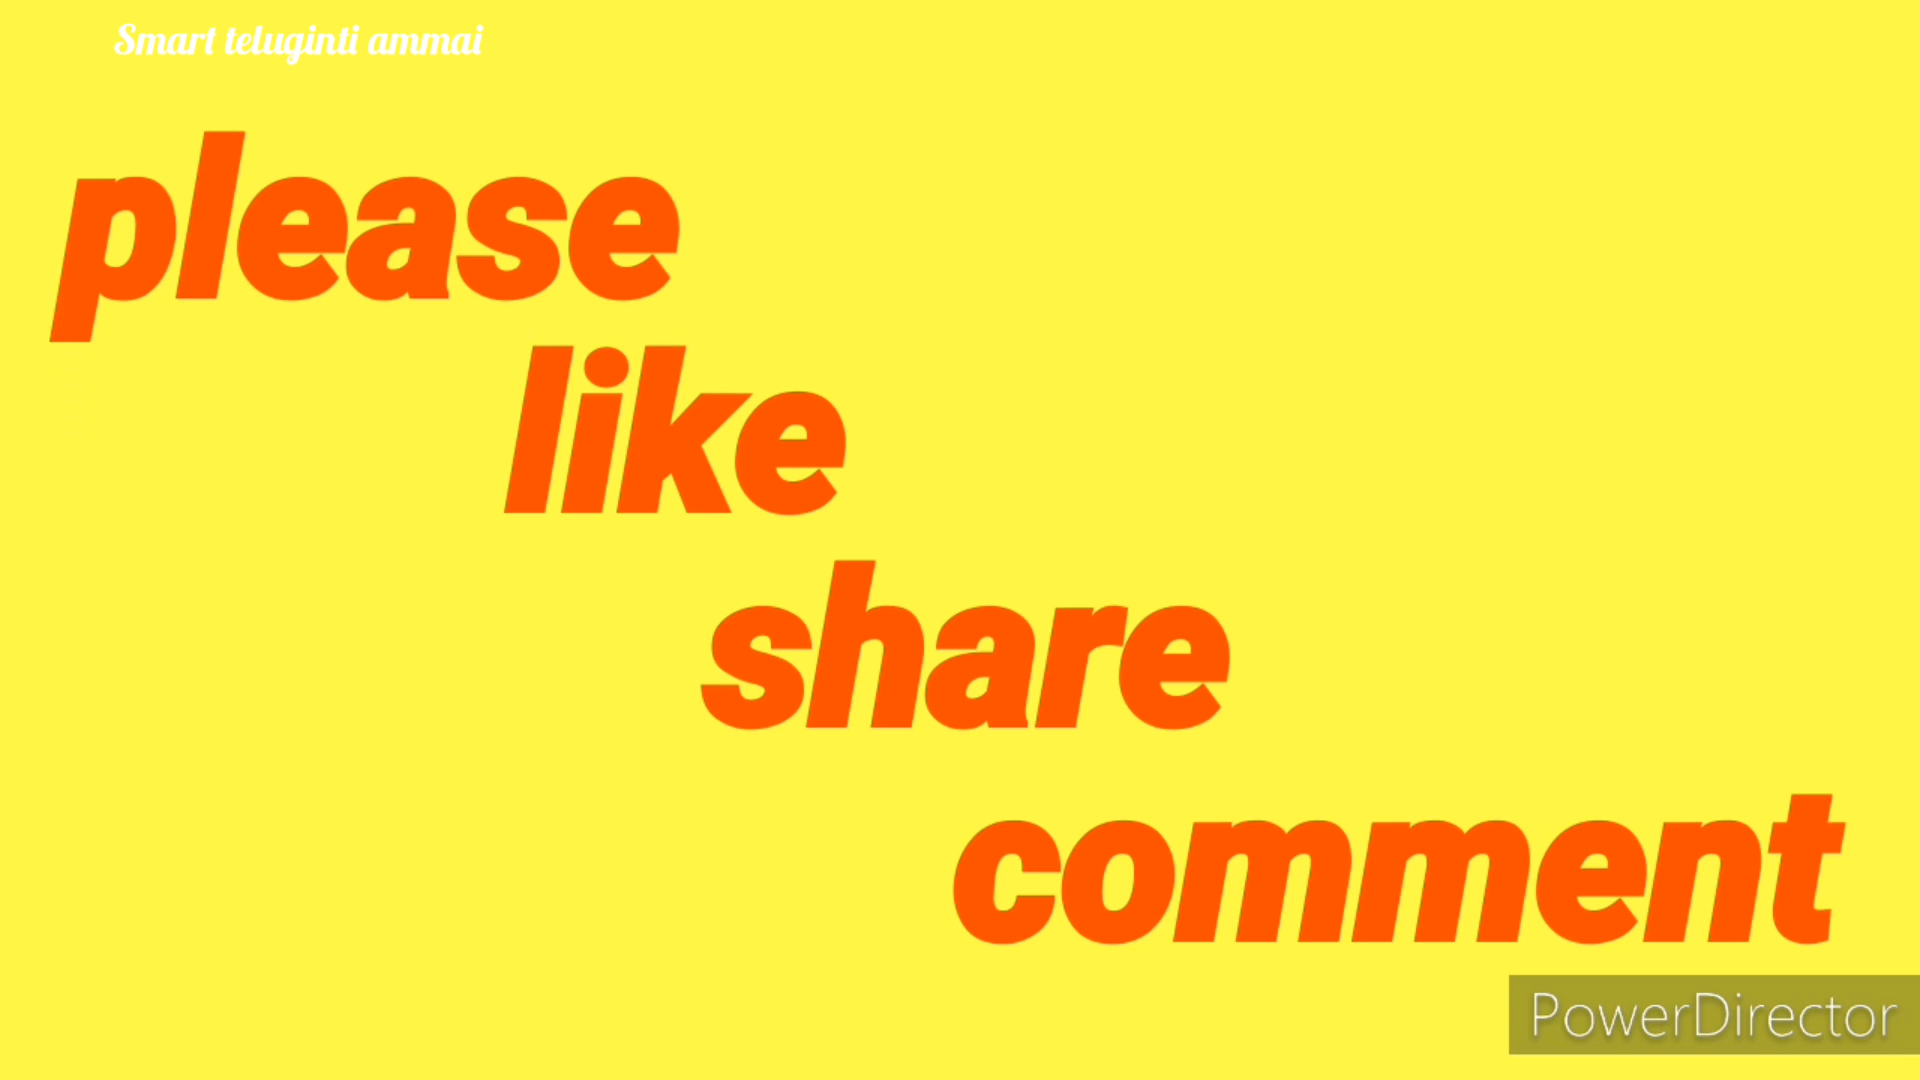 Smart teluginti ammai
please
like
share
comment
PowerDirector